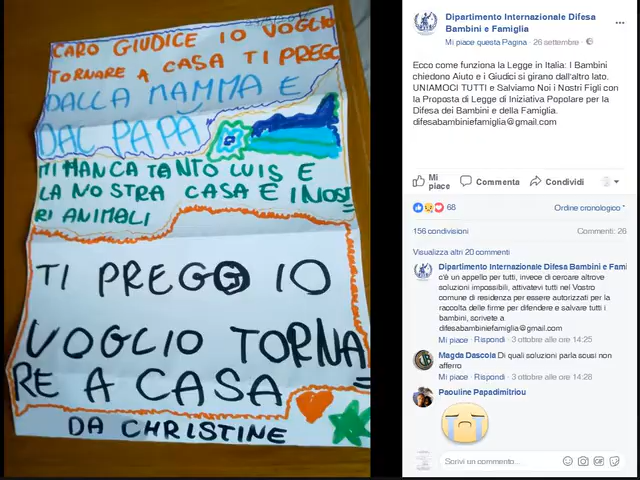 CARO GIUDICE IO VOGLIO
TORNARE A CASA TI PREGO
DALLA MAMMA E
DAL PAPÀ
MI MANCA TANTO LUIS E
LA NOSTRA CASA E I NOST=
RI ANIMALI
TI PREGO IO
VOGLIO TORNA=
RE A CASA
DA CHRISTINE
Dipartimento Internazionale Difesa
Bambini e Famiglia
Mi piace questa Pagina · 26 settembre ·
Ecco come funziona la Legge in Italia: I Bambini
chiedono Aiuto e i Giudici si girano dall'altro lato.
UNIAMOCI TUTTI e Salviamo Noi i Nostri Figli con
la Proposta di Legge di Iniziativa Popolare per la
Difesa dei Bambini e della Famiglia.
difesabambiniefamiglia@gmail.com
Mi piace Commenta Condividi
68 Ordine cronologico
156 condivisioni Commenti: 26
Visualizza altri 20 commenti
Dipartimento Internazionale Difesa Bambini e Fami
c'è un appello per tutti, invece di cercare altrove
soluzioni impossibili, attivatevi tutti nel Vostro
comune di residenza per essere autorizzati per la
raccolta delle firme per difendere e salvare tutti i
bambini, scrivete a
difesabambiniefamiglia@gmail.com
Mi piace · Rispondi · 3 ottobre alle ore 14:25
Magda Dascola Di quali soluzioni parla scusi non
afferro
Mi piace · Rispondi · 3 ottobre alle ore 14:28
Paouline Papadimitriou
Scrivi un commento...